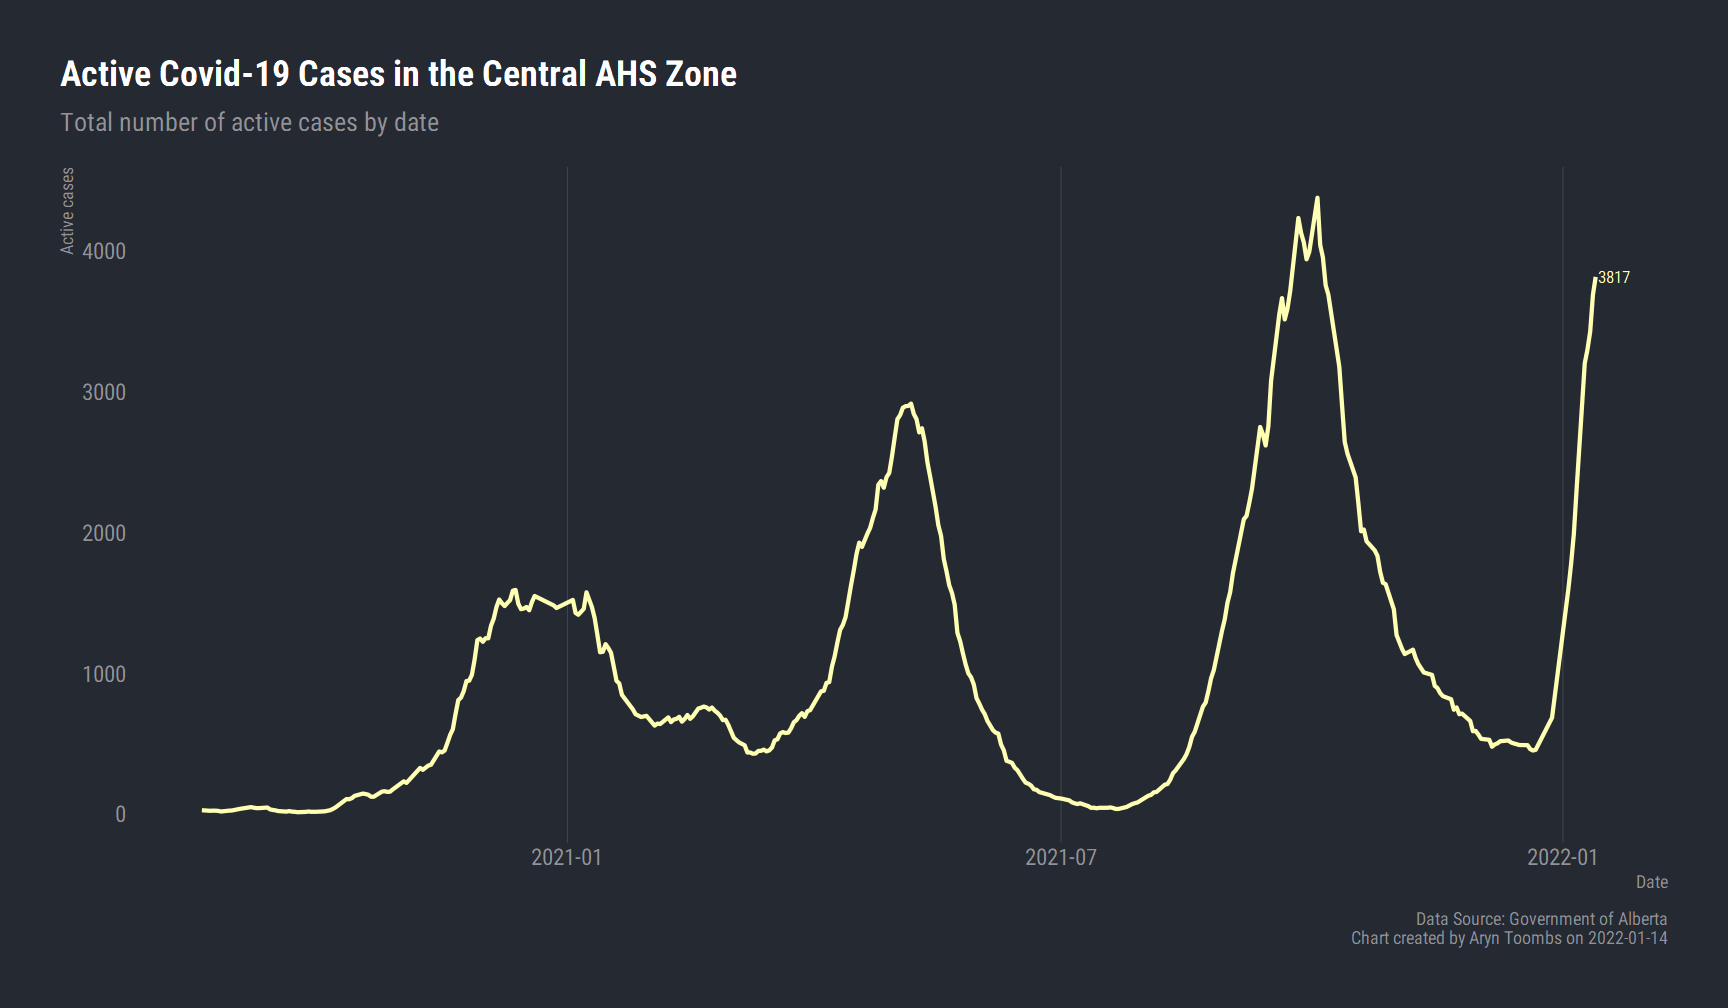 Active Covid-19 Cases in the Central AHS Zone
Total number of active cases by date
Active cases
4000
3000
2000
1000
0
3817
2021-01
2021-07
2022-01
Date
Data Source: Government of Alberta
Chart created by Aryn Toombs on 2022-01-14